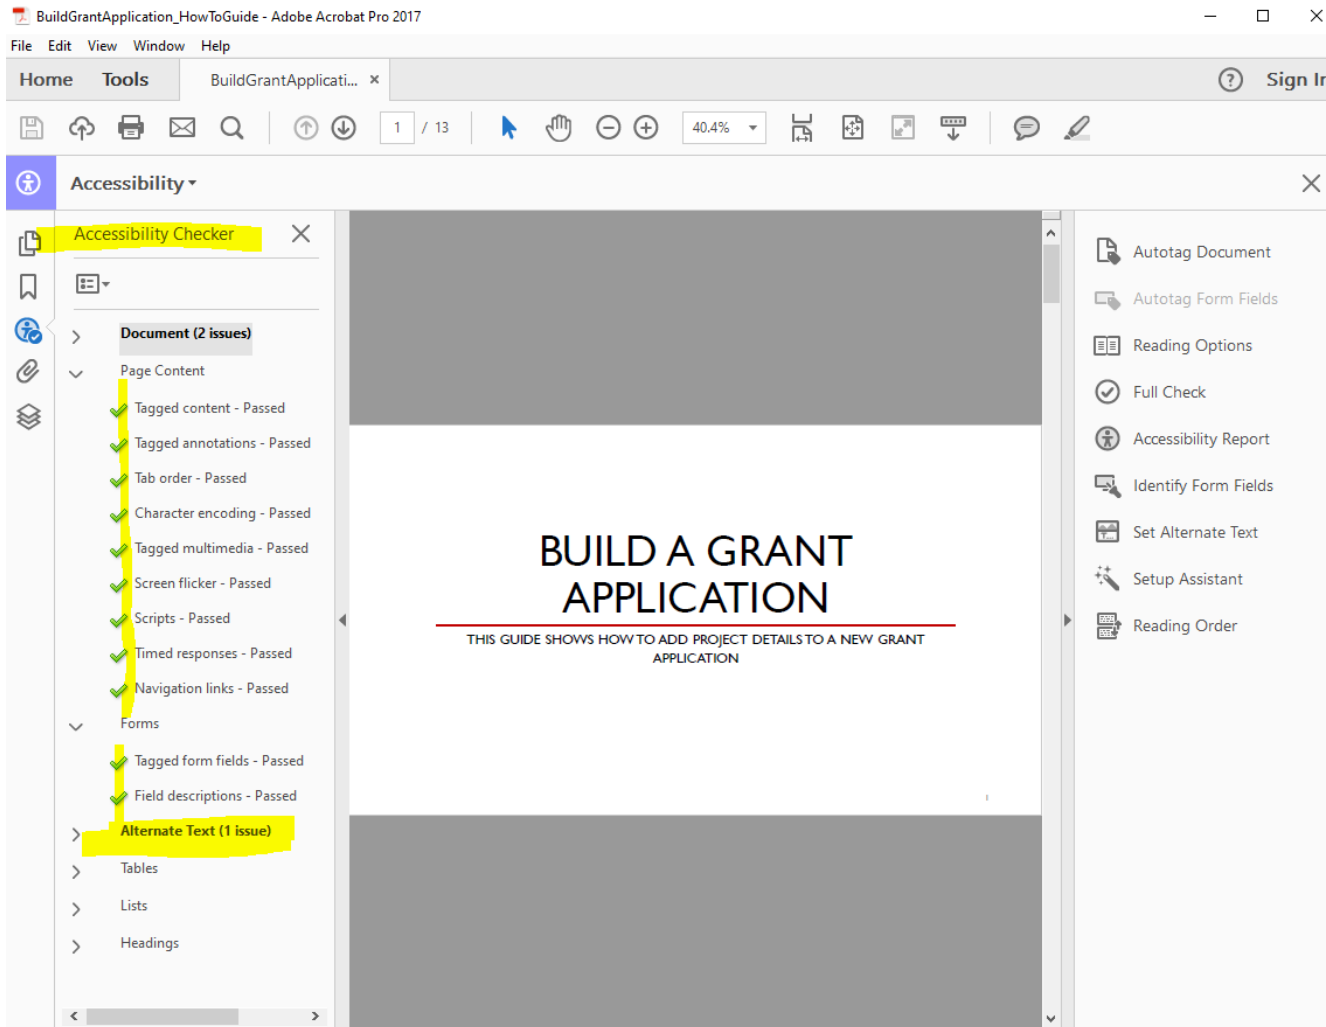 BuildGrantApplication_HowToGuide - Adobe Acrobat Pro 2017
File Edit View Window Help
Home Tools BuildGrantApplicati... × Sign In
1 / 13 40.4%
Accessibility
Accessibility Checker
Document (2 issues)
Page Content
Tagged content - Passed
Tagged annotations - Passed
Tab order - Passed
Character encoding - Passed
Tagged multimedia - Passed
Screen flicker - Passed
Scripts - Passed
Timed responses - Passed
Navigation links - Passed
Forms
Tagged form fields - Passed
Field descriptions - Passed
Alternate Text (1 issue)
Tables
Lists
Headings
BUILD A GRANT
APPLICATION
THIS GUIDE SHOWS HOW TO ADD PROJECT DETAILS TO A NEW GRANT
APPLICATION
1
Autotag Document
Autotag Form Fields
Reading Options
Full Check
Accessibility Report
Identify Form Fields
Set Alternate Text
Setup Assistant
Reading Order